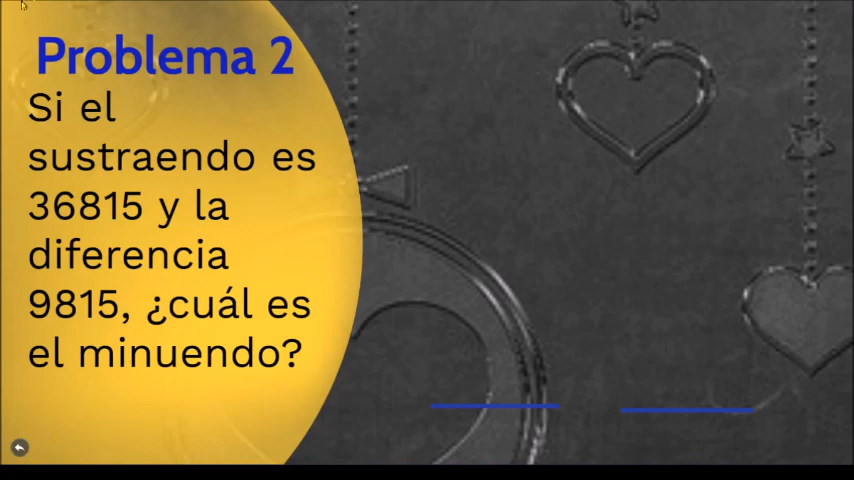 Problema 2
Si el
sustraendo es
36815 y la
diferencia
9815, ¿cuál es
el minuendo?